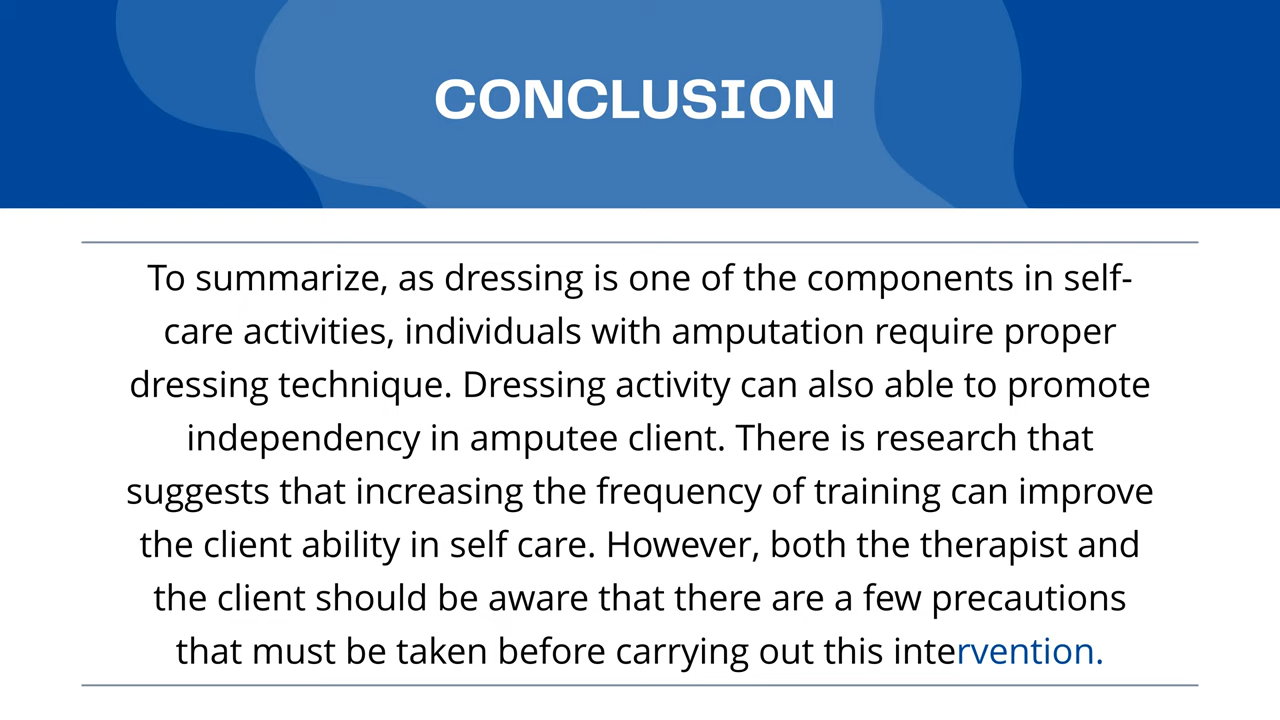 CONCLUSION
To summarize, as dressing is one of the components in self-
care activities, individuals with amputation require proper
dressing technique. Dressing activity can also able to promote
independency in amputee client. There is research that
suggests that increasing the frequency of training can improve
the client ability in self care. However, both the therapist and
the client should be aware that there are a few precautions
that must be taken before carrying out this intervention.